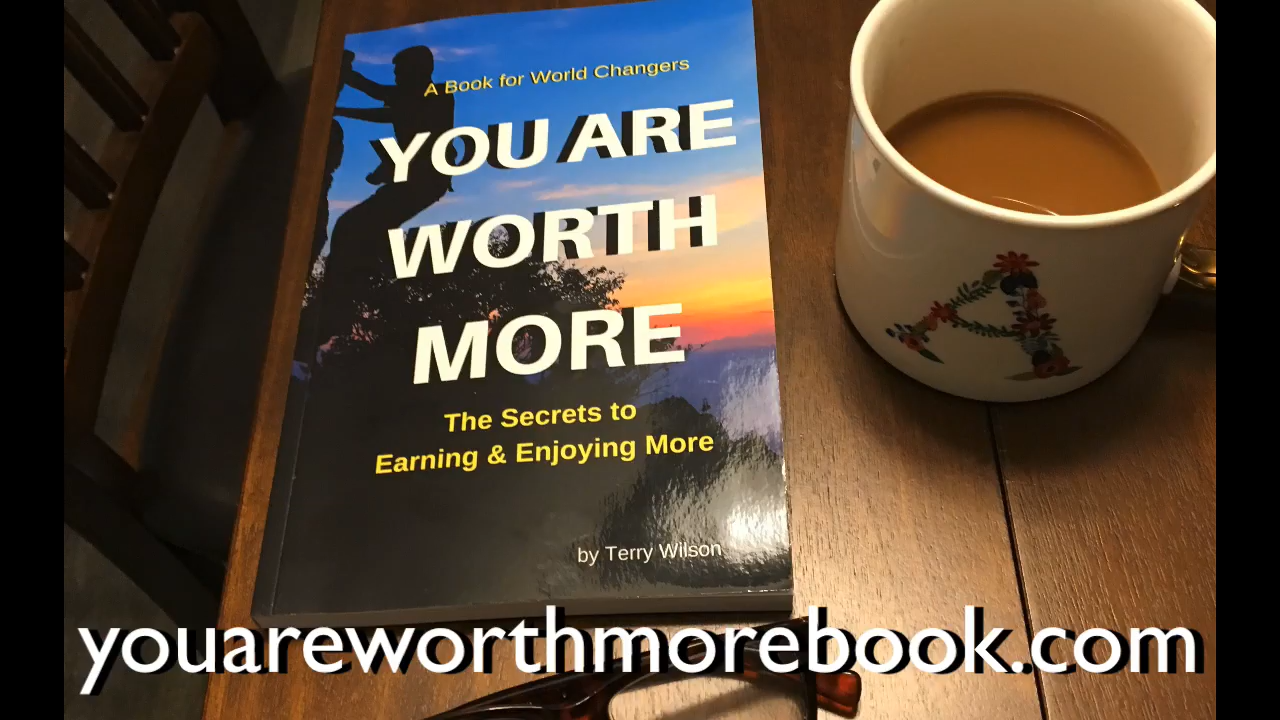 A Book for World Changers
YOU ARE
WORTH
MORE
The Secrets to
Earning & Enjoying More
by Terry Wilson
A
youareworthmorebook.com